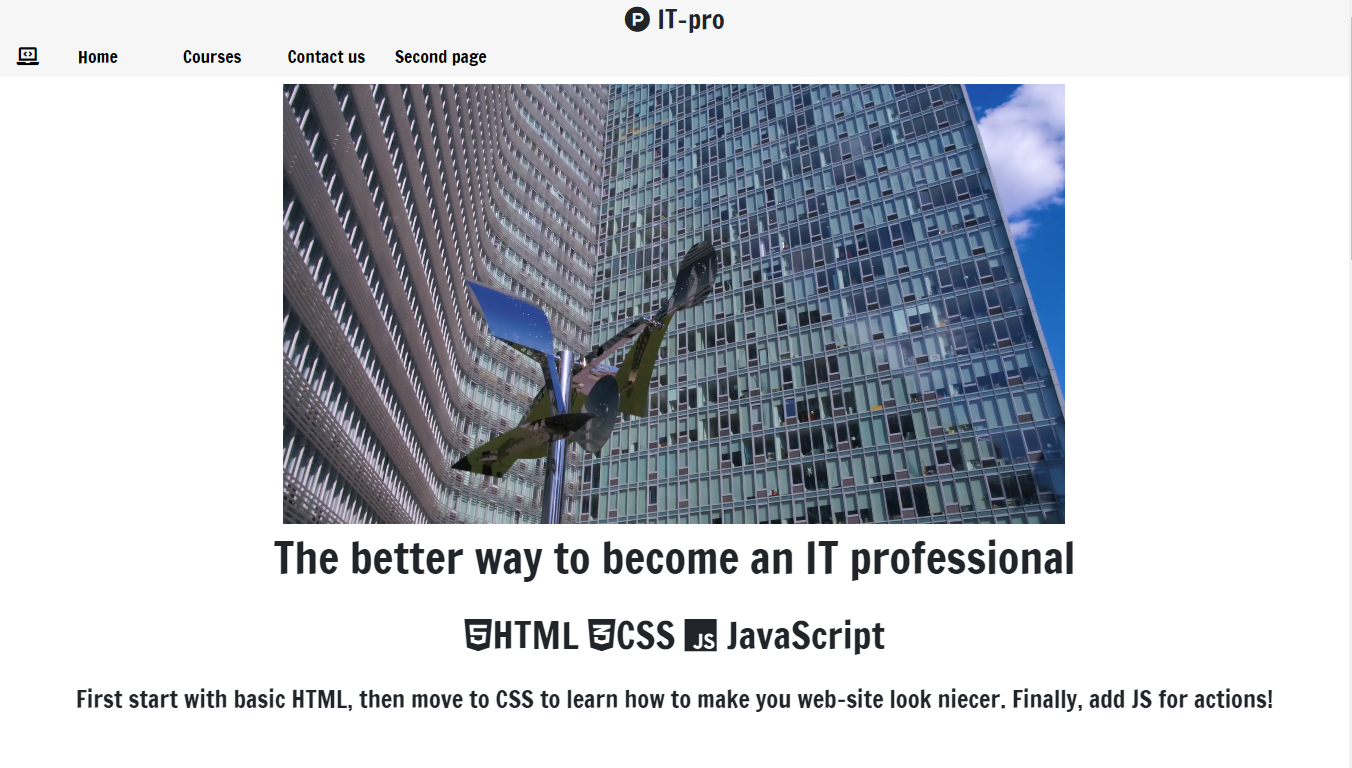 IT-pro
Home Courses Contact us Second page
The better way to become an IT professional
HTML CSS JS JavaScript
First start with basic HTML, then move to CSS to learn how to make you web-site look niecer. Finally, add JS for actions!